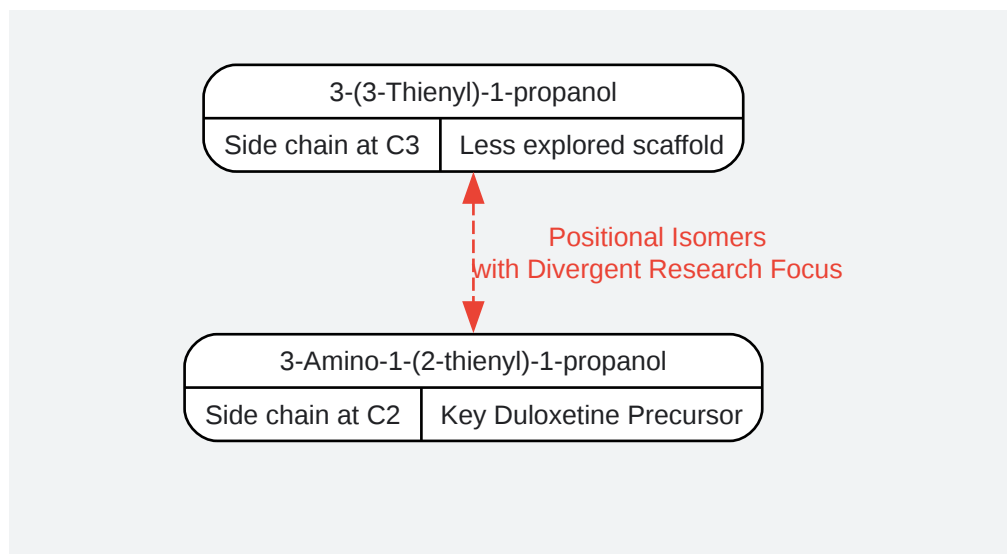 3-(3-Thienyl)-1-propanol
Side chain at C3
Less explored scaffold
Positional Isomers
with Divergent Research Focus
3-Amino-1-(2-thienyl)-1-propanol
Side chain at C2
Key Duloxetine Precursor